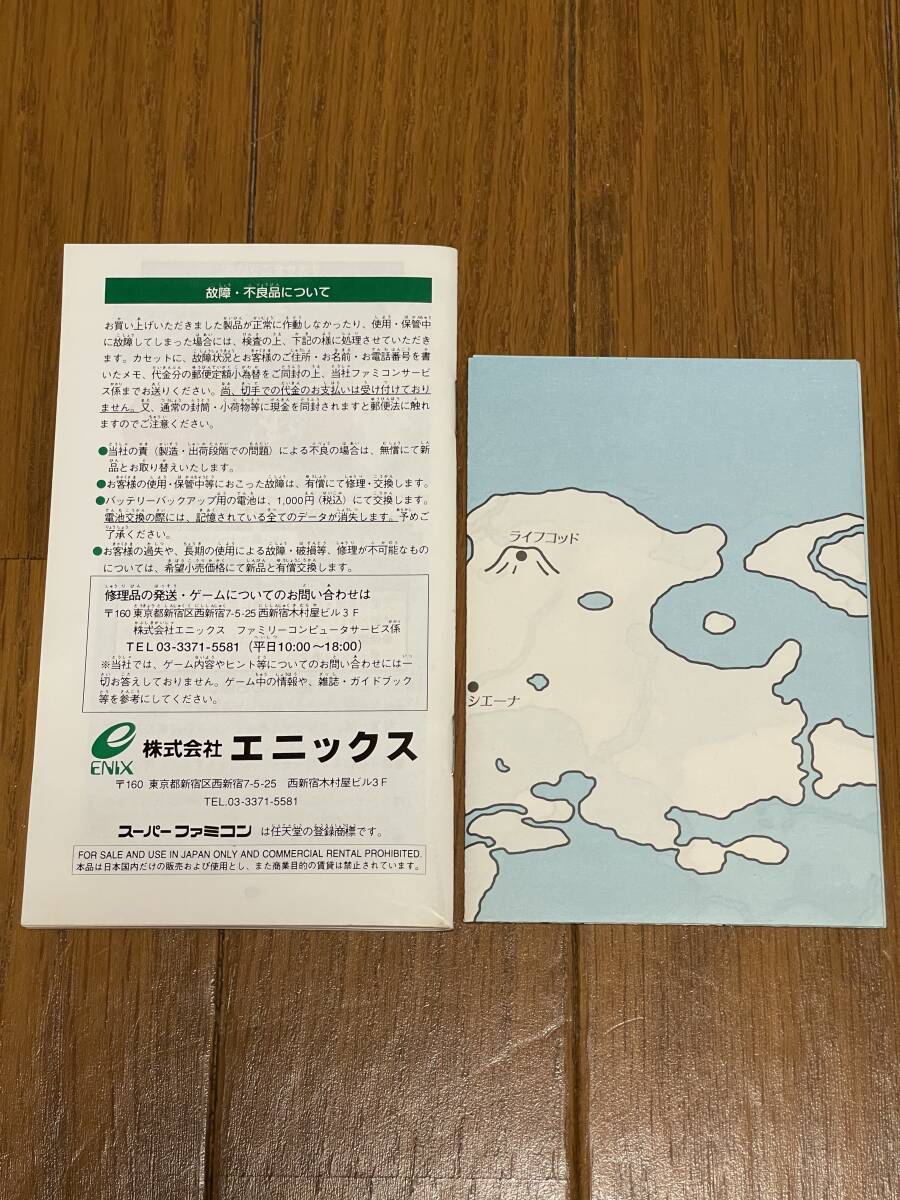 故障・不良品について
お買い上げいただきました製品が正常に作動しなかったり、使用・保管中
に故障してしまった場合には、検査の上、下記の様に処理させていただき
ます。カセットに、故障状況とお客様のご住所・お名前・お電話番号を書
いたメモ、代金分の郵便定額小為替をご同封の上、当社ファミコンサービ
ス係までお送りください。尚、切手での代金のお支払いは受け付けており
ません。又、通常の封筒・小荷物等に現金を同封されますと郵便法に触れ
ますのでご注意ください。
●当社の責（製造・出荷段階での問題）による不良の場合は、無償にて新
品とお取り替えいたします。
●お客様の使用・保管中等におこった故障は、有償にて修理・交換します。
●バッテリーバックアップ用の電池は、1,000円（税込）にて交換します。
電池交換の際には、記憶されている全てのデータが消失します。予めご
了承ください。
●お客様の過失や、長期の使用による故障・破損等、修理が不可能なもの
については、希望小売価格にて新品と有償交換します。
修理品の発送・ゲームについてのお問い合わせは
〒160 東京都新宿区西新宿7-5-25 西新宿木村屋ビル3F
株式会社エニックス ファミリーコンピュータサービス係
TEL 03-3371-5581（平日10:00〜18:00）
※当社では、ゲーム内容やヒント等についてのお問い合わせには一
切お答えしておりません。ゲーム中の情報や、雑誌・ガイドブック
等を参考にしてください。
ENIX
株式会社 エニックス
〒160 東京都新宿区西新宿7-5-25 西新宿木村屋ビル3F
TEL.03-3371-5581
スーパーファミコン は任天堂の登録商標です。
FOR SALE AND USE IN JAPAN ONLY AND COMMERCIAL RENTAL PROHIBITED.
本品は日本国内だけの販売および使用とし、また商業目的の賃貸は禁止されています。
ライフコッド
シエーナ